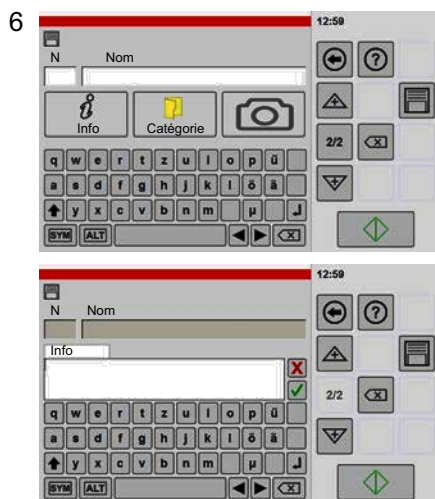 6
12:59
N Nom
Info Catégorie
2/2
q w e r t z u i o p ü
a s d f g h j k l ö ä
y x c v b n m µ
SYM ALT
12:59
N Nom
Info
2/2
q w e r t z u i o p ü
a s d f g h j k l ö ä
y x c v b n m µ
SYM ALT